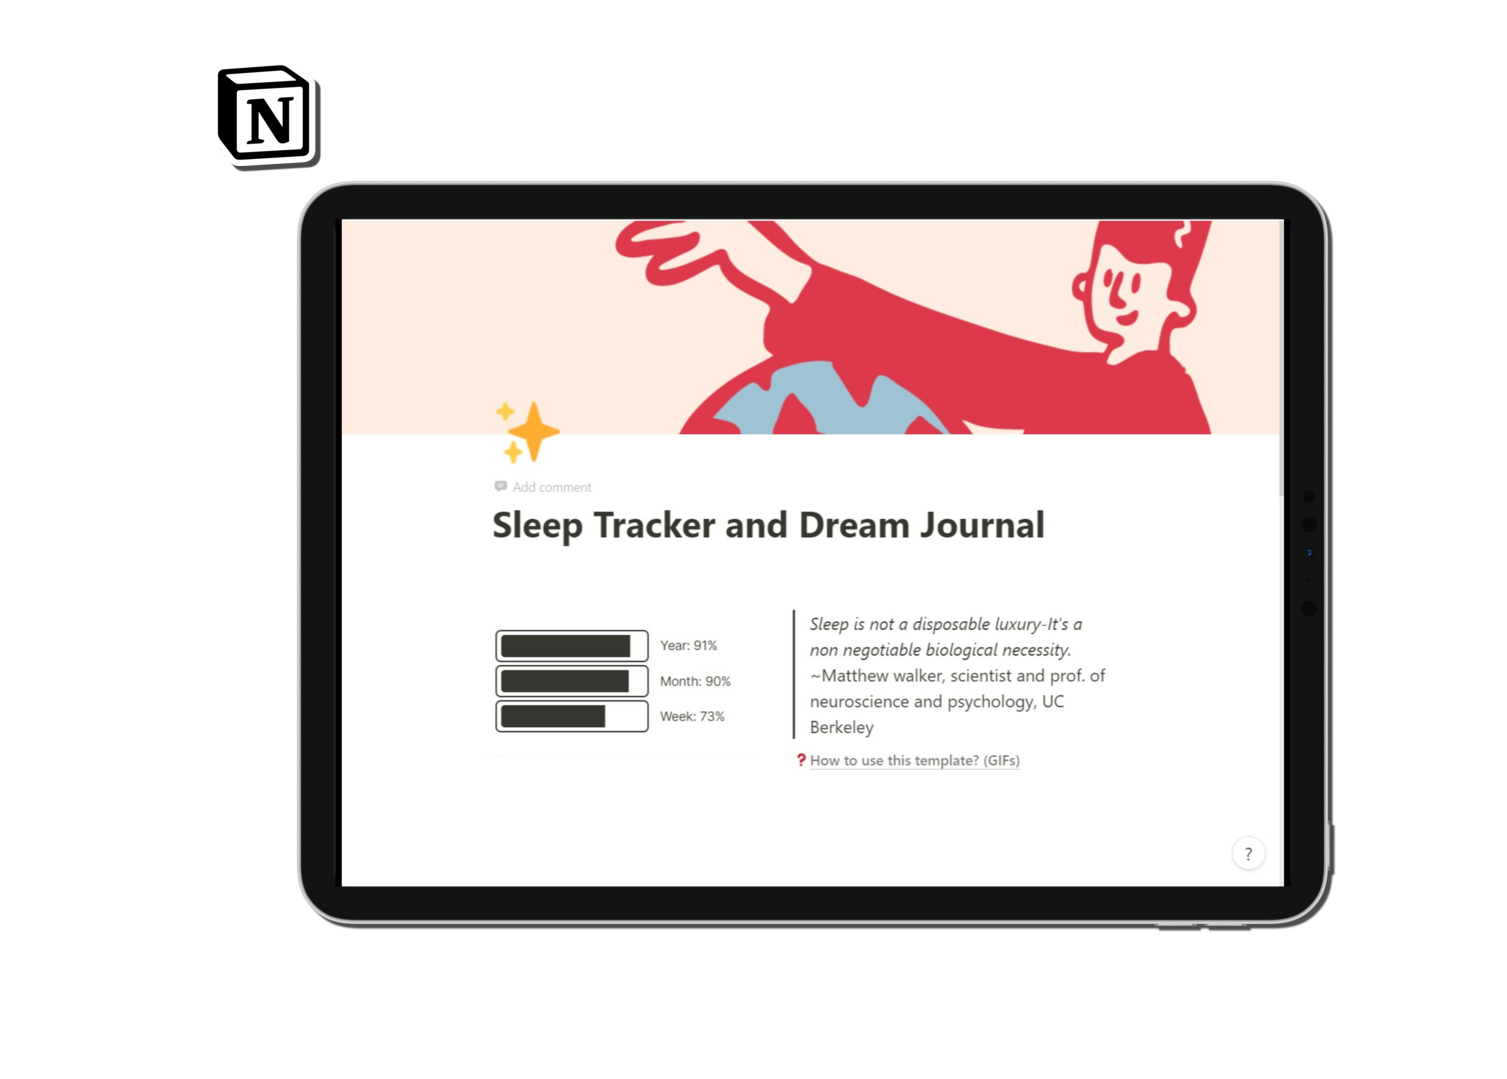 N
Add comment
Sleep Tracker and Dream Journal
Year: 91%
Month: 90%
Week: 73%
Sleep is not a disposable luxury-It's a
non negotiable biological necessity.
~Matthew walker, scientist and prof. of
neuroscience and psychology, UC
Berkeley
❓How to use this template? (GIFs)
?